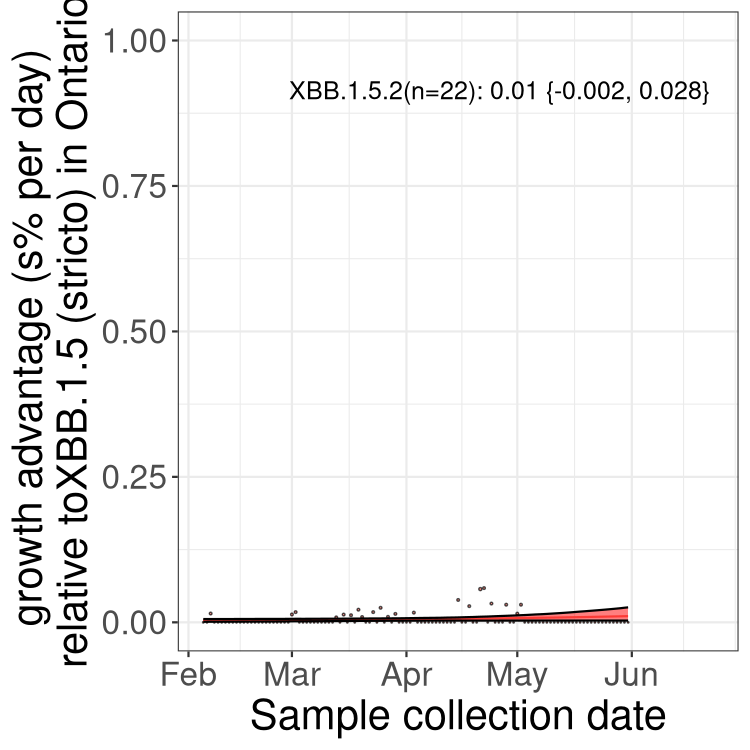 growth advantage (s% per day)
relative toXBB.1.5 (stricto) in Ontario
1.00
XBB.1.5.2(n=22): 0.01 {-0.002, 0.028}
0.75
0.50
0.25
0.00
Feb Mar Apr May Jun
Sample collection date